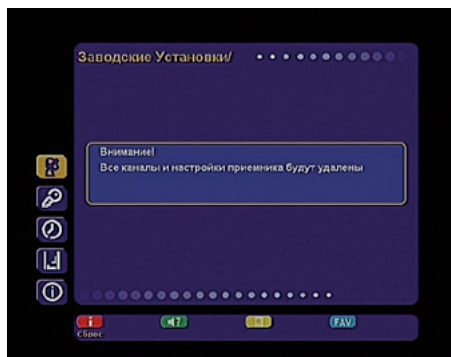 Заводские Установки/
Внимание!
Все каналы и настройки приемника будут удалены
i
FAV
Сброс